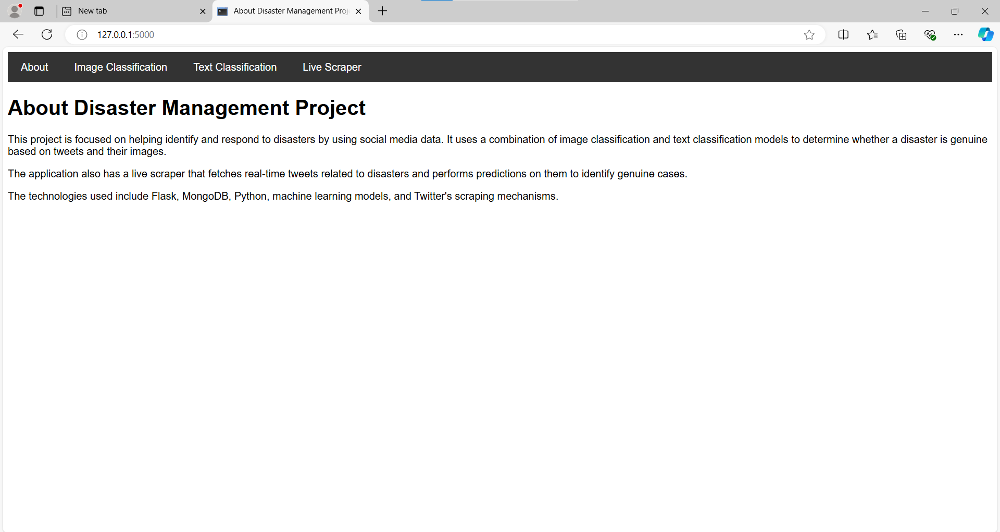 New tab
About Disaster Management Proj
127.0.0.1:5000
About Image Classification Text Classification Live Scraper
About Disaster Management Project
This project is focused on helping identify and respond to disasters by using social media data. It uses a combination of image classification and text classification models to determine whether a disaster is genuine
based on tweets and their images.
The application also has a live scraper that fetches real-time tweets related to disasters and performs predictions on them to identify genuine cases.
The technologies used include Flask, MongoDB, Python, machine learning models, and Twitter's scraping mechanisms.